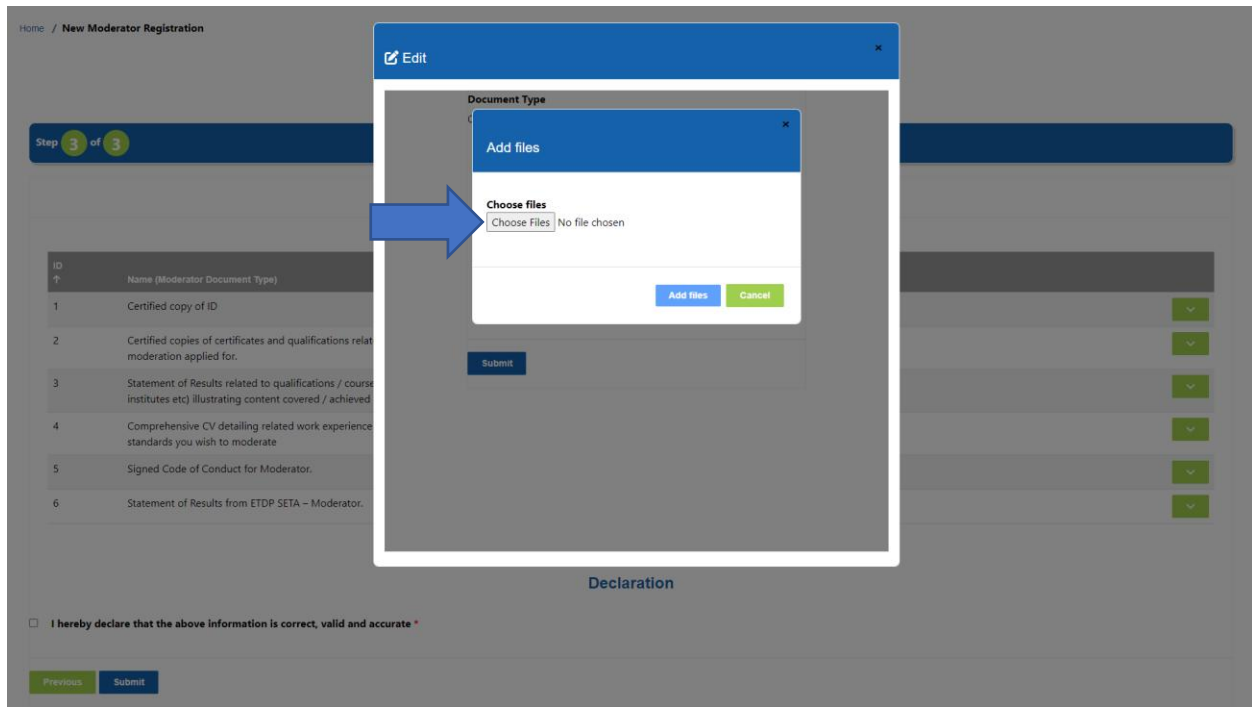 Home / New Moderator Registration
Edit
×
Document Type
Step 3 of 3
×
Add files
Choose files
Choose Files No file chosen
Add files Cancel
Submit
ID
↑ Name (Moderator Document Type)
1 Certified copy of ID
2 Certified copies of certificates and qualifications relat
moderation applied for.
3 Statement of Results related to qualifications / course
institutes etc) illustrating content covered / achieved
4 Comprehensive CV detailing related work experience
standards you wish to moderate
5 Signed Code of Conduct for Moderator.
6 Statement of Results from ETDP SETA – Moderator.
Declaration
I hereby declare that the above information is correct, valid and accurate *
Previous Submit